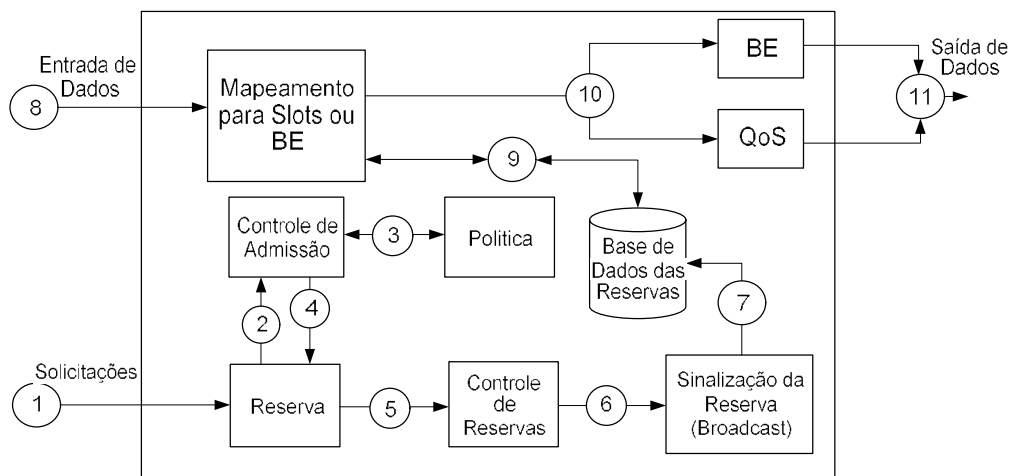 Entrada de
Dados
8
Mapeamento
para Slots ou
BE
10
BE
QoS
Saída de
Dados
11
9
Controle de
Admissão
3
Politica
Base de
Dados das
Reservas
2
4
7
Solicitações
1
Reserva
5
Controle
de
Reservas
6
Sinalização da
Reserva
(Broadcast)